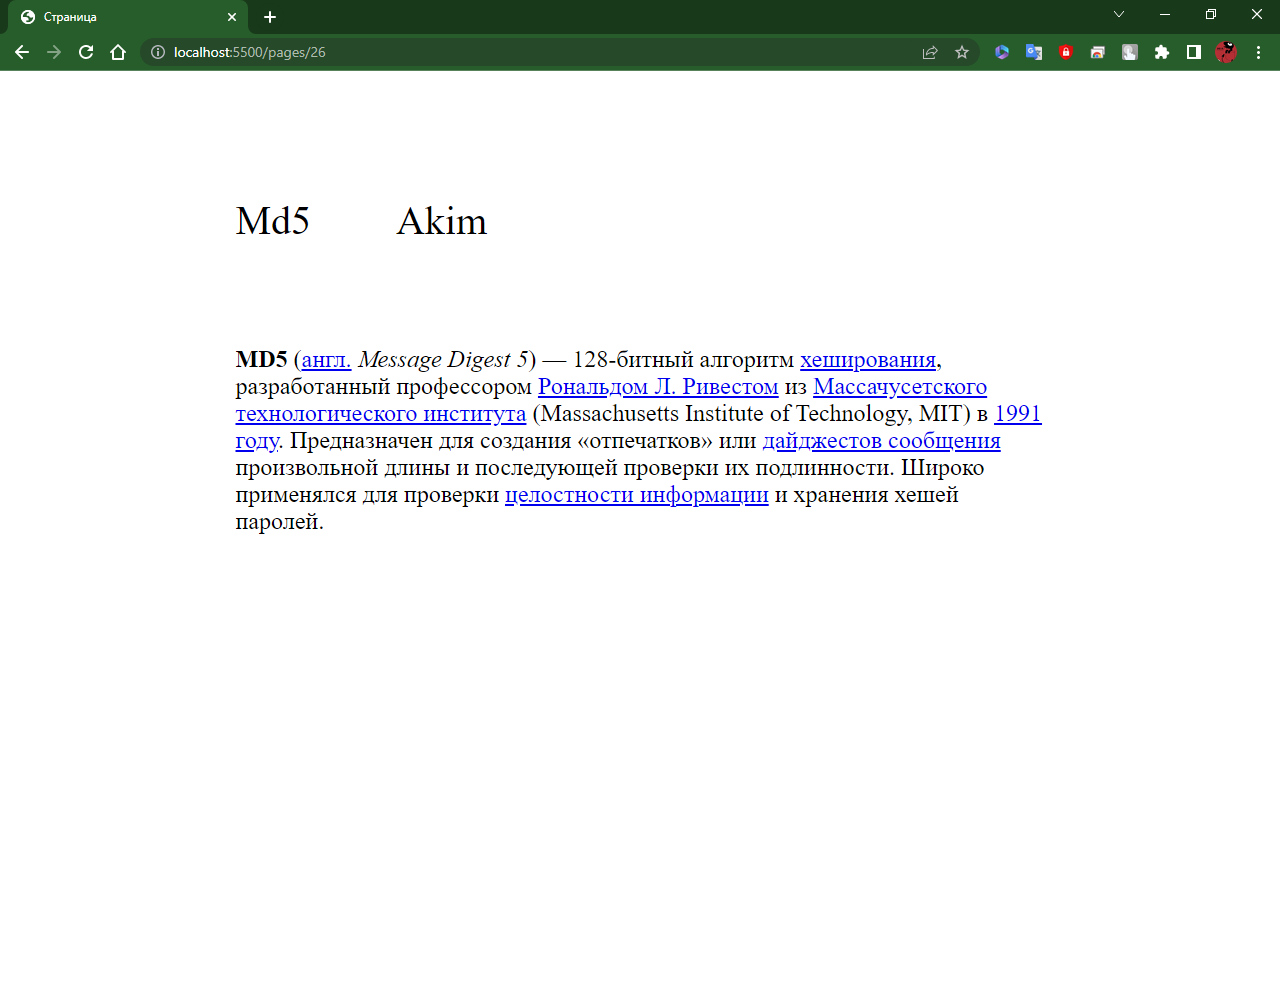 Страница
localhost:5500/pages/26
Md5 Akim
MD5 (англ. Message Digest 5) — 128-битный алгоритм хеширования,
разработанный профессором Рональдом Л. Ривестом из Массачусетского
технологического института (Massachusetts Institute of Technology, MIT) в 1991
году. Предназначен для создания «отпечатков» или дайджестов сообщения
произвольной длины и последующей проверки их подлинности. Широко
применялся для проверки целостности информации и хранения хешей
паролей.